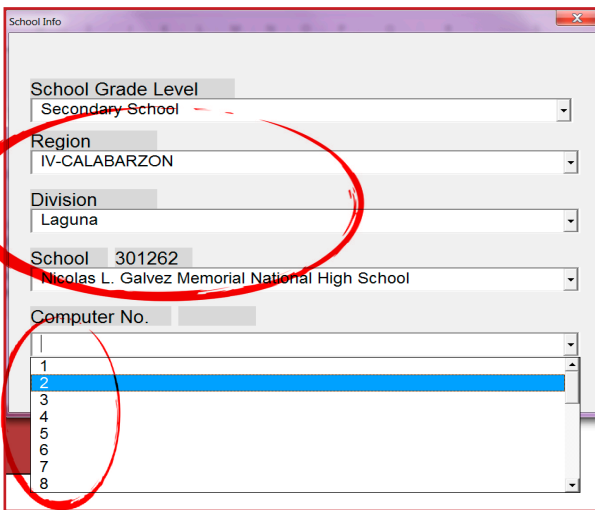 School Info
School Grade Level
Secondary School
Region
IV-CALABARZON
Division
Laguna
School 301262
Nicolas L. Galvez Memorial National High School
Computer No.
1
2
3
4
5
6
7
8